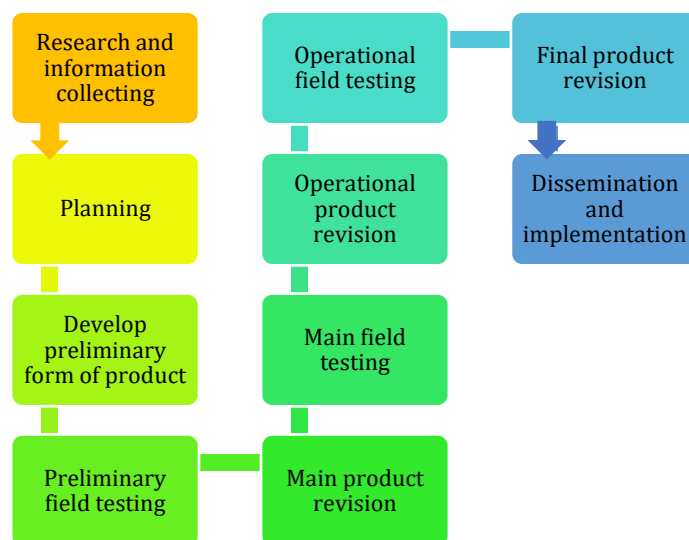 Research and
information
collecting
Planning
Develop
preliminary
form of product
Preliminary
field testing
Main product
revision
Main field
testing
Operational
product
revision
Operational
field testing
Final product
revision
Dissemination
and
implementation